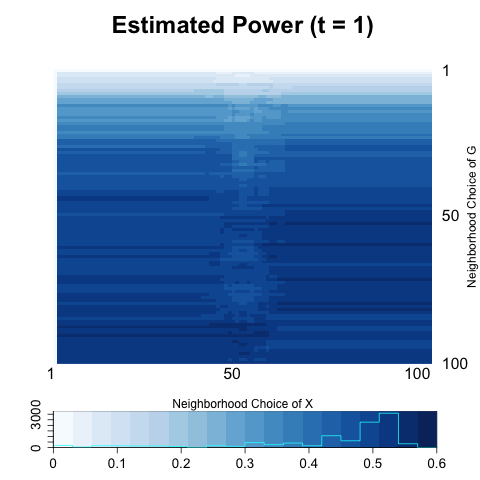 Estimated Power (t = 1)
1
50
100
Neighborhood Choice of G
1 50 100
Neighborhood Choice of X
0 3000
0 0.1 0.2 0.3 0.4 0.5 0.6